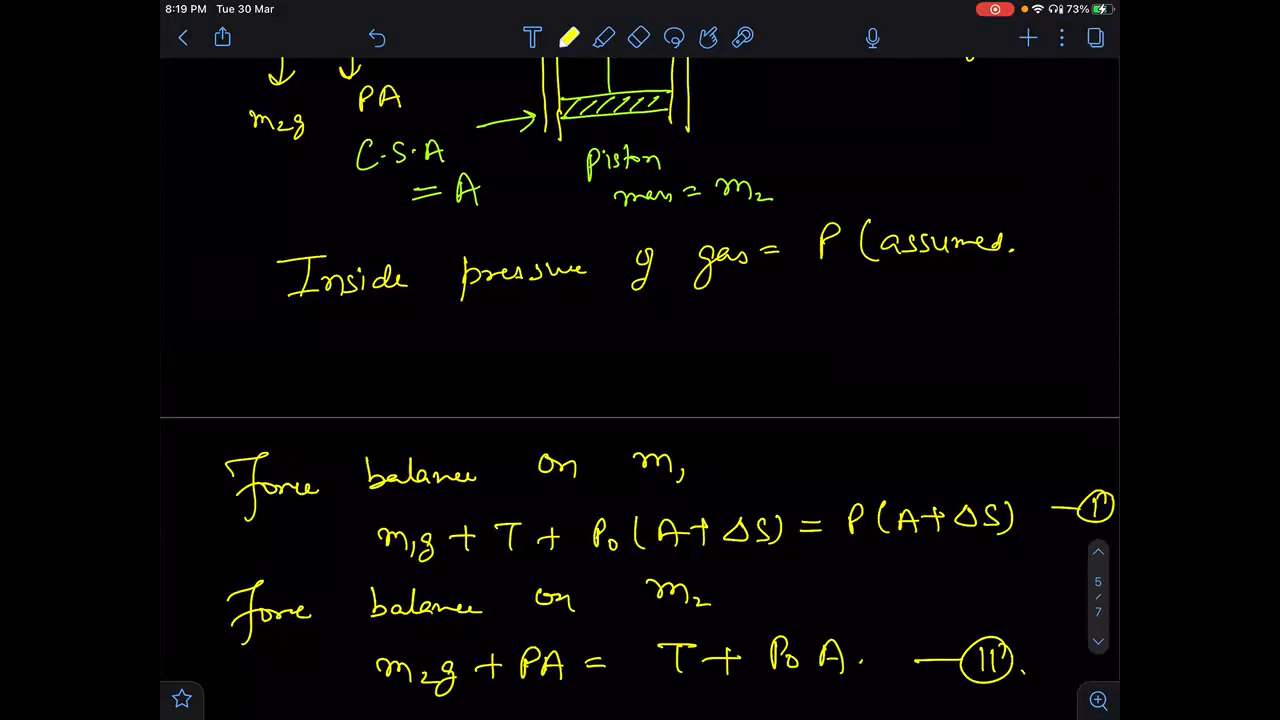 8:19 PM Tue 30 Mar
73%
m₂g
PA
C.S.A
= A
piston
mass = m₂
Inside pressure of gas = P (assumed.
Force balance on m₁
m₁g + T + P₀ (A + ΔS) = P(A + ΔS) — I
Force balance on m₂
m₂g + PA = T + P₀ A. — II.
5
/
7